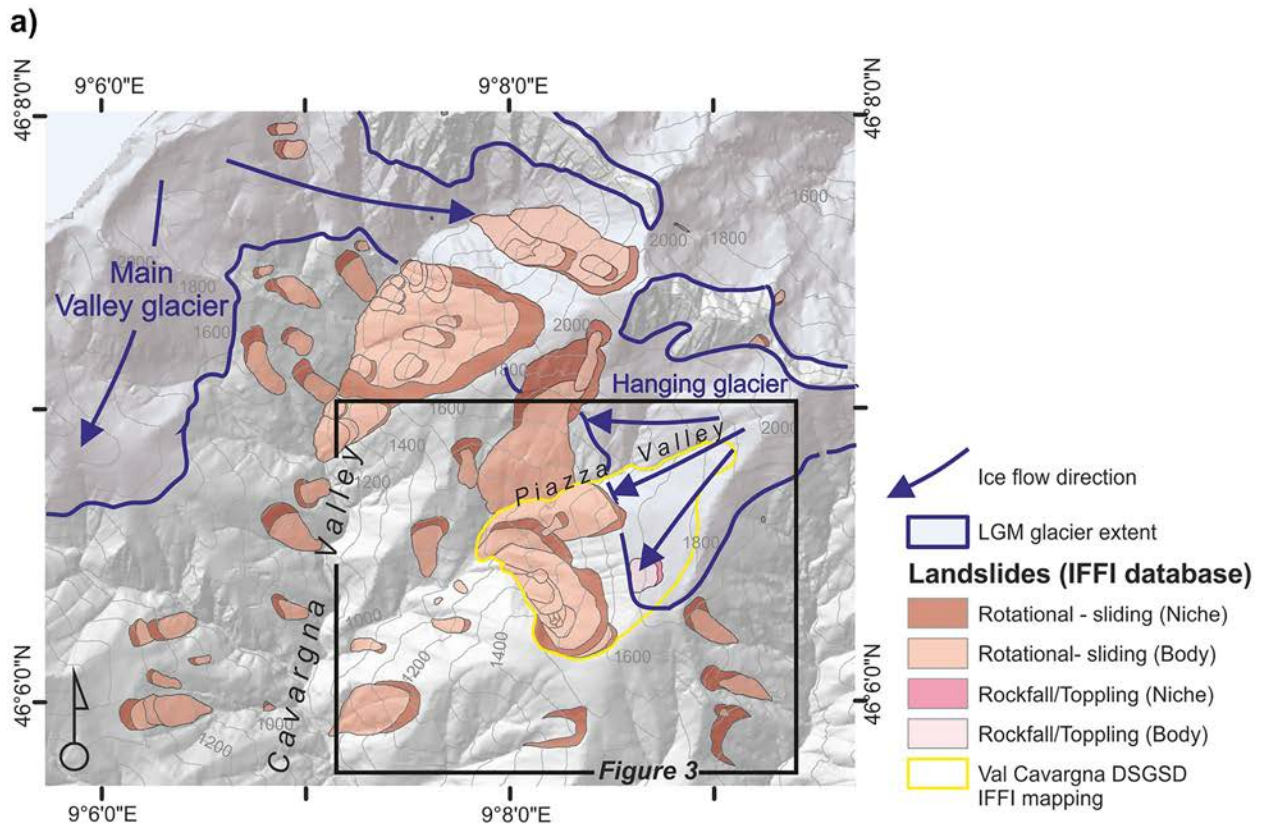 a)
9°6'0"E
9°8'0"E
46°8'0"N
46°8'0"N
1600
2000
1800
2000
Main
Valley glacier
1800
1600
2000
1800
Hanging glacier
1600
2000
1400
Piazza Valley
1200
Cavargna Valley
1800
1000
1400
1200
1600
1000
1200
Figure 3
46°6'0"N
46°6'0"N
9°6'0"E
9°8'0"E
Ice flow direction
LGM glacier extent
Landslides (IFFI database)
Rotational - sliding (Niche)
Rotational- sliding (Body)
Rockfall/Toppling (Niche)
Rockfall/Toppling (Body)
Val Cavargna DSGSD
IFFI mapping